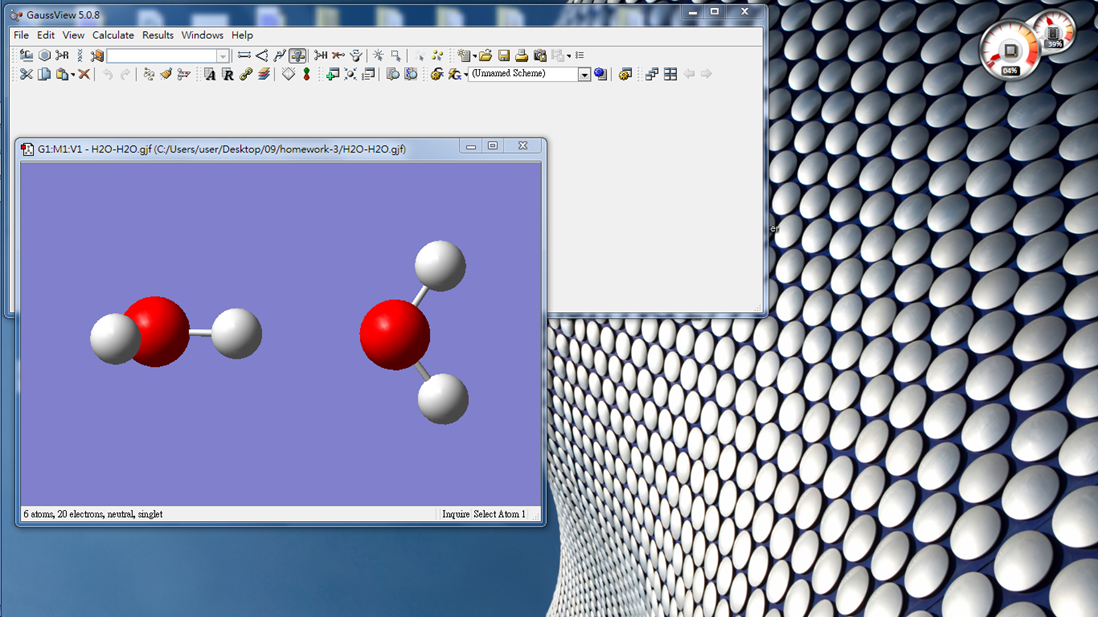 GaussView 5.0.8
File Edit View Calculate Results Windows Help
(Unnamed Scheme)
G1:M1:V1 - H2O-H2O.gjf (C:/Users/user/Desktop/09/homework-3/H2O-H2O.gjf)
6 atoms, 20 electrons, neutral, singlet
Inquire Select Atom 1
39%
04%
er